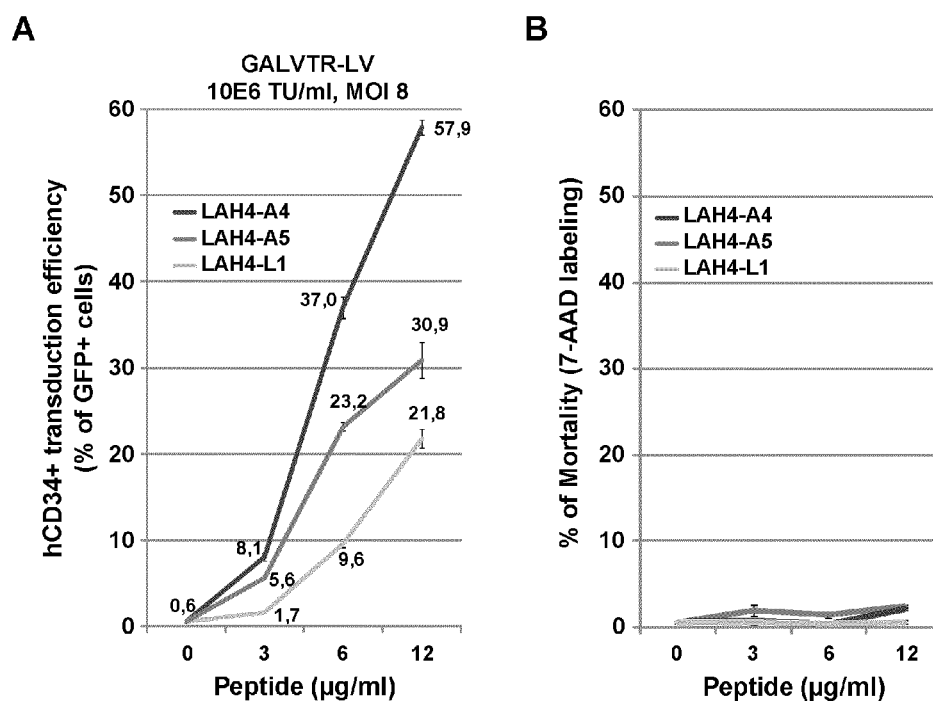 A
GALVTR-LV
10E6 TU/ml, MOI 8
hCD34+ transduction efficiency
(% of GFP+ cells)
60
50
40
30
20
10
0
LAH4-A4
LAH4-A5
LAH4-L1
57,9
37,0
30,9
23,2
21,8
8,1
5,6
9,6
0,6
1,7
0
3
6
12
Peptide (µg/ml)
B
% of Mortality (7-AAD labeling)
60
50
40
30
20
10
0
LAH4-A4
LAH4-A5
LAH4-L1
0
3
6
12
Peptide (µg/ml)